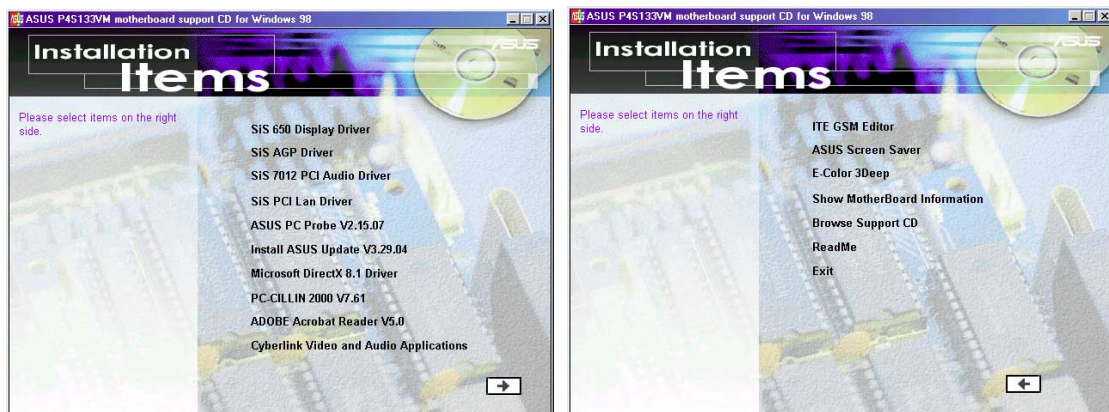 ASUS P4S133VM motherboard support CD for Windows 98
Installation
Items
ASUS
Please select items on the right
side.
SiS 650 Display Driver
SiS AGP Driver
SiS 7012 PCI Audio Driver
SiS PCI Lan Driver
ASUS PC Probe V2.15.07
Install ASUS Update V3.29.04
Microsoft DirectX 8.1 Driver
PC-CILLIN 2000 V7.61
ADOBE Acrobat Reader V5.0
Cyberlink Video and Audio Applications
ASUS P4S133VM motherboard support CD for Windows 98
Installation
Items
ASUS
Please select items on the right
side.
ITE GSM Editor
ASUS Screen Saver
E-Color 3Deep
Show MotherBoard Information
Browse Support CD
ReadMe
Exit